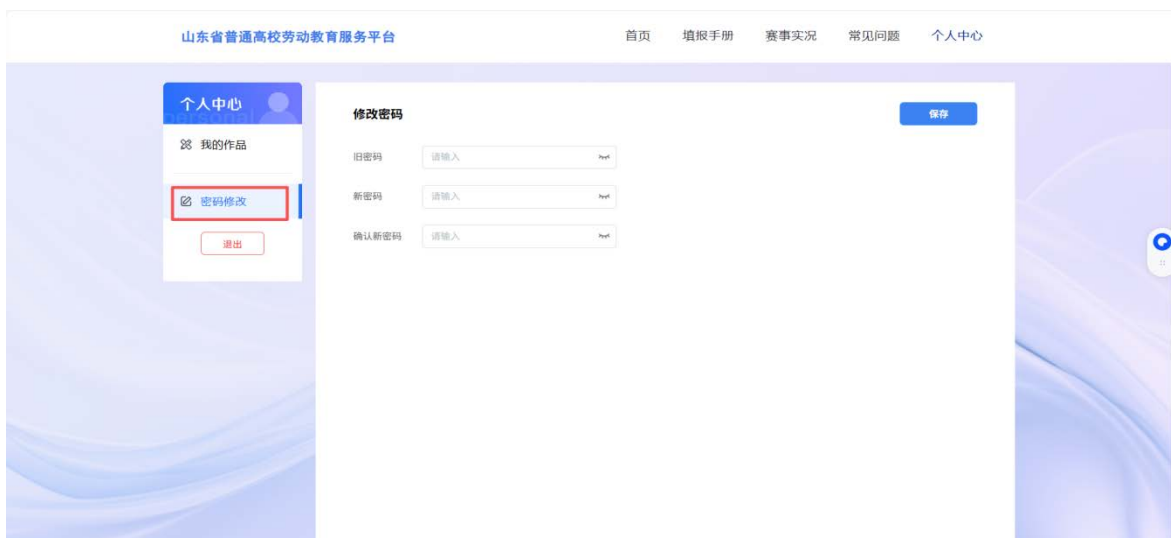 山东省普通高校劳动教育服务平台 首页 填报手册 赛事实况 常见问题 个人中心
个人中心
personal
修改密码 保存
我的作品
旧密码 请输入
密码修改
新密码 请输入
退出
确认新密码 请输入